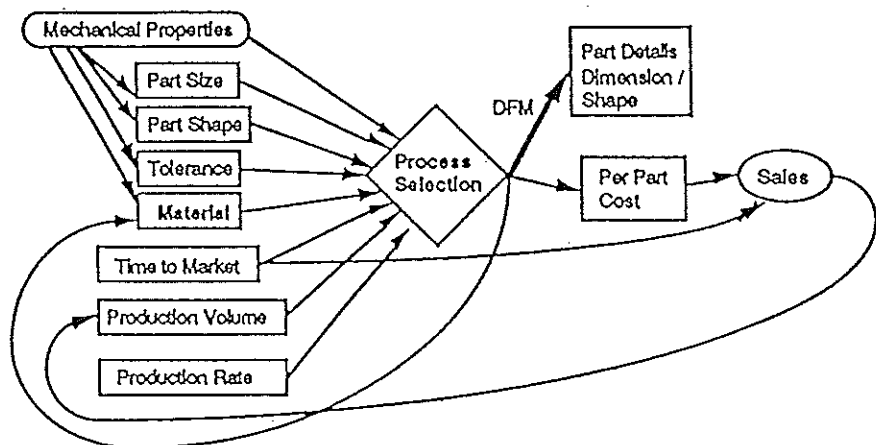 Mechanical Properties
Part Size
Part Shape
Tolerance
Material
Time to Market
Production Volume
Production Rate
Process
Selection
DFM
Part Details
Dimension /
Shape
Per Part
Cost
Sales